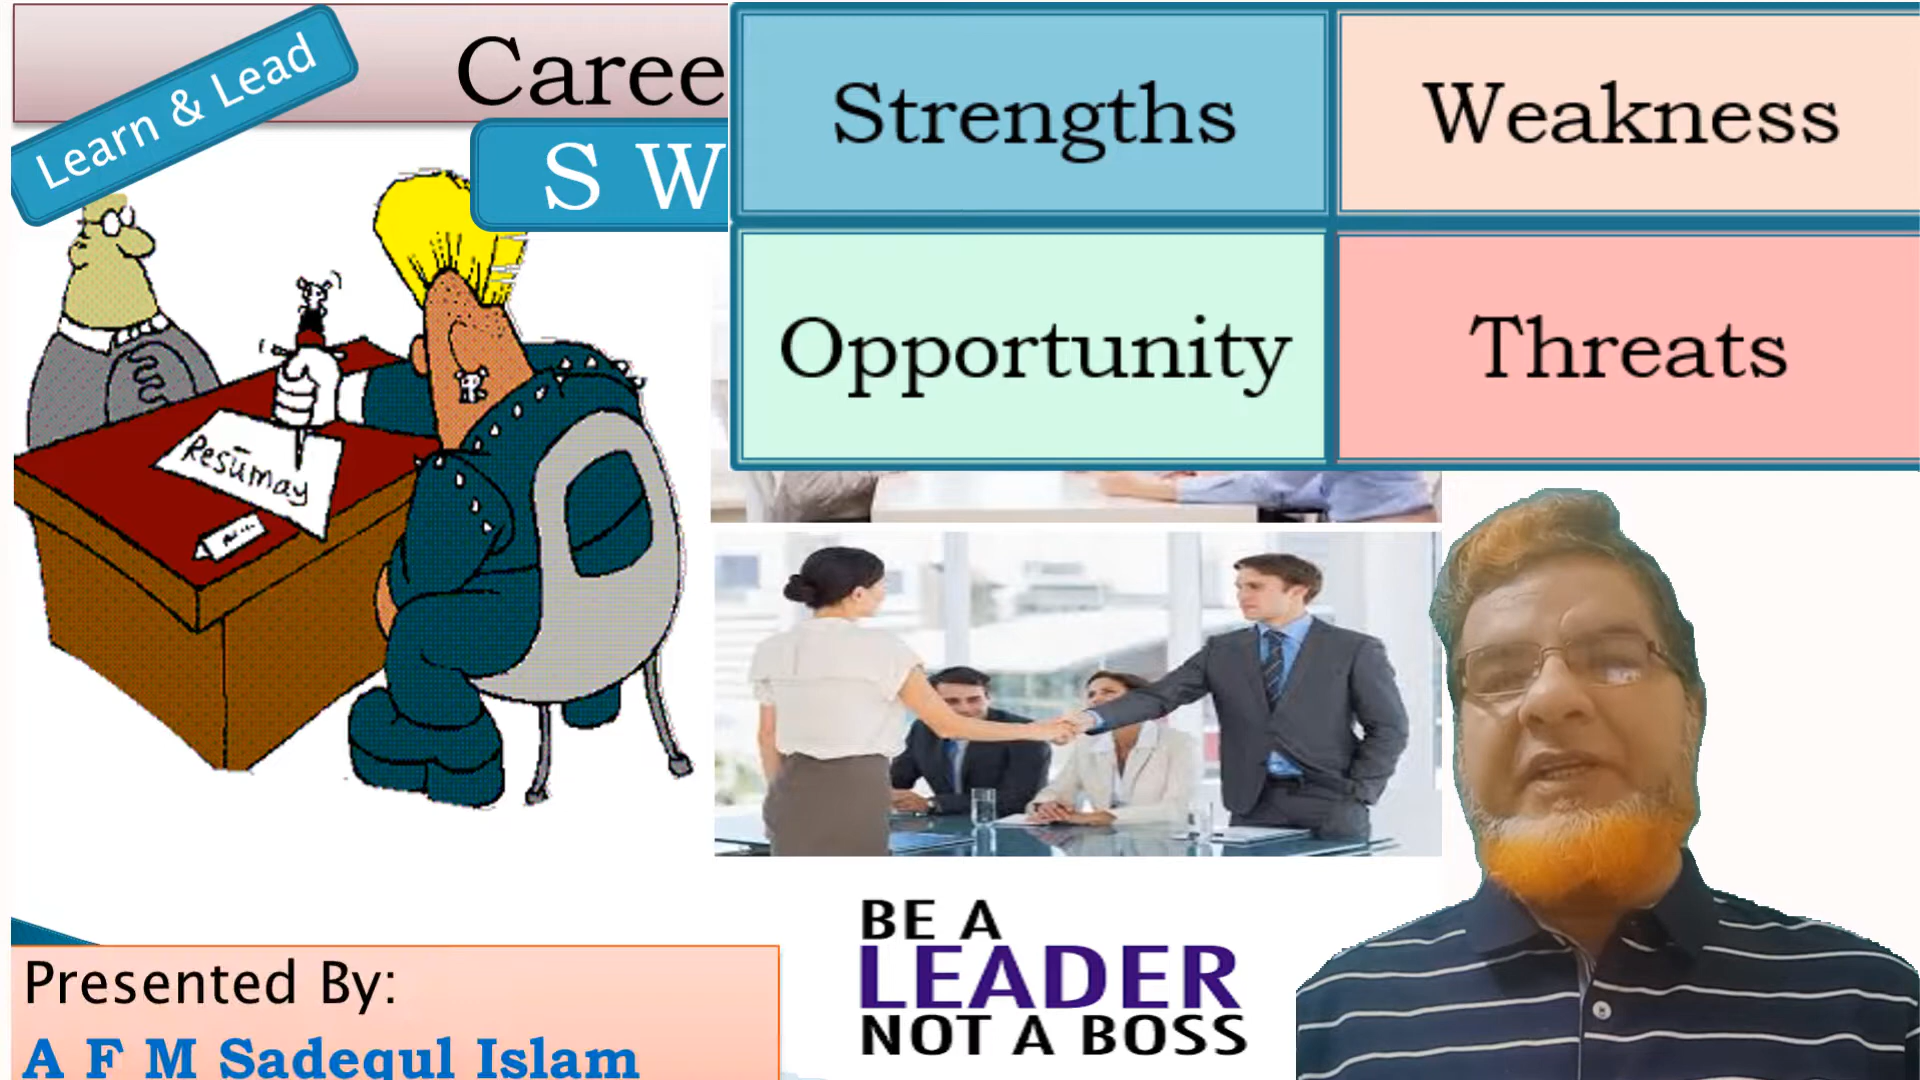 Learn & Lead
Caree
S W
Strengths
Weakness
Opportunity
Threats
Resumay
BE A
LEADER
NOT A BOSS
Presented By:
A F M Sadequl Islam